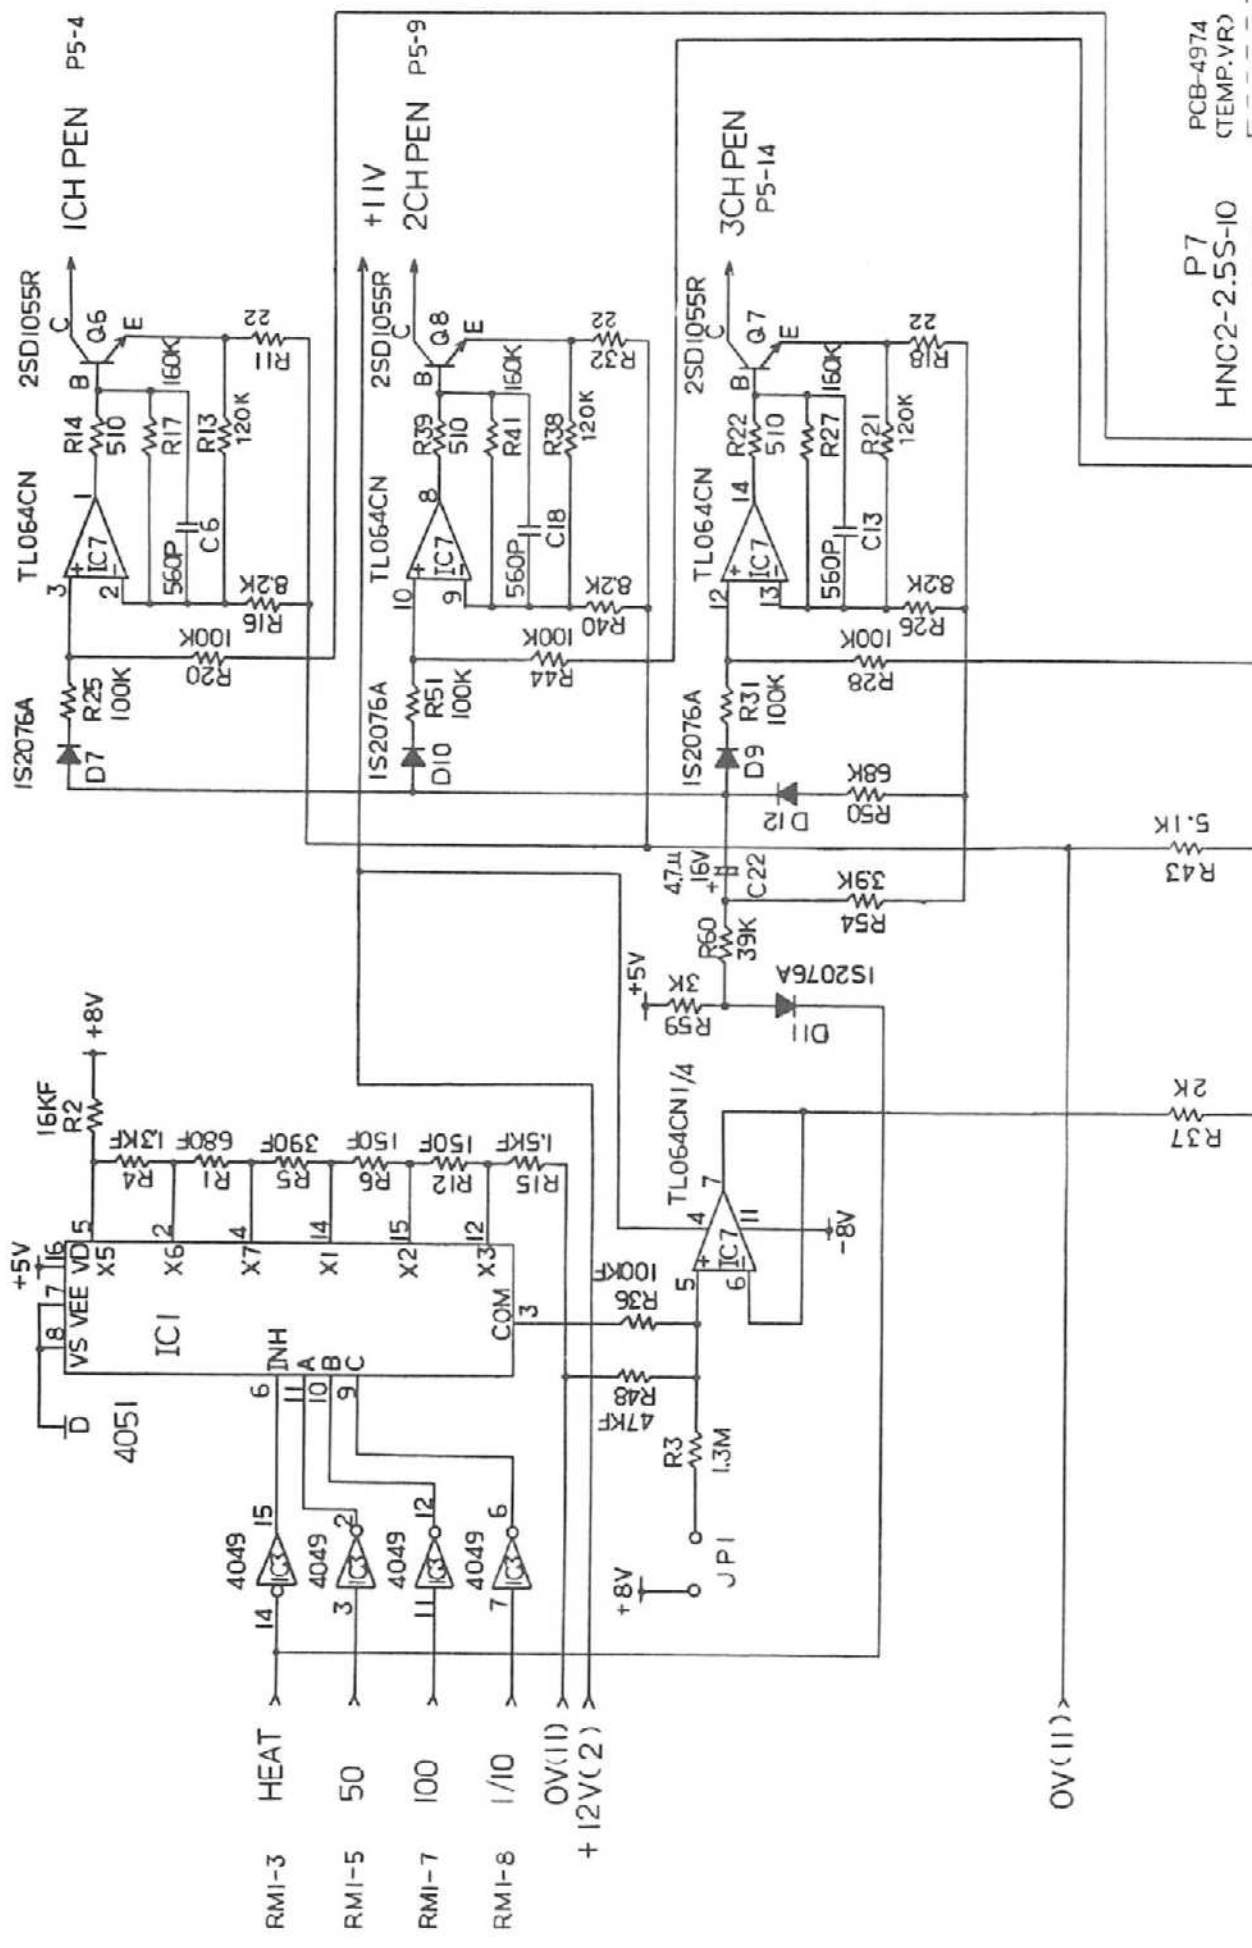 1CH PEN P5-4
2SD1055R
C
Q6
B
E
R14
510
160K
R17
R13
120K
22
R11
TL064CN
1
3
+
IC7
2
-
560P
C6
8.2K
R16
100K
R20
1S2076A
R25
100K
D7
+11V
2CH PEN P5-9
2SD1055R
C
Q8
B
E
R39
510
160K
R41
R38
120K
22
R32
TL064CN
8
10
+
IC7
9
-
560P
C18
8.2K
R40
100K
R44
1S2076A
R51
100K
D10
3CH PEN
P5-14
2SD1055R
C
Q7
B
E
R22
510
160K
R27
R21
120K
22
R18
TL064CN
14
12
+
IC7
13
-
560P
C13
8.2K
R26
100K
R28
1S2076A
R31
100K
D9
D12
68K
R50
4.7μ
16V
+
C22
3.9K
R54
R60
39K
+5V
3K
R59
1S2076A
D11
PCB-4974
(TEMP.VR)
P7
HNC2-2.5S-10
5.1K
R43
2K
R37
+8V
16KF
R2
1.3KF
R4
680F
R1
390F
R5
150F
R6
150F
R12
1.5KF
R15
+5V
16
VD
7
VEE
8
VS
D
5
X5
2
X6
4
X7
14
X1
15
X2
12
X3
IC1
4051
INH
A
B
C
COM
3
6
11
10
9
TL064CN1/4
4
7
5
+
IC7
6
-
11
-8V
100KF
R36
R48
47KF
R3
1.3M
+8V
JP1
4049
14
IC3
15
4049
3
IC3
2
4049
11
IC3
12
4049
7
IC3
6
RM1-3 HEAT
RM1-5 50
RM1-7 100
RM1-8 1/10
0V(11)
+12V(2)
0V(11)